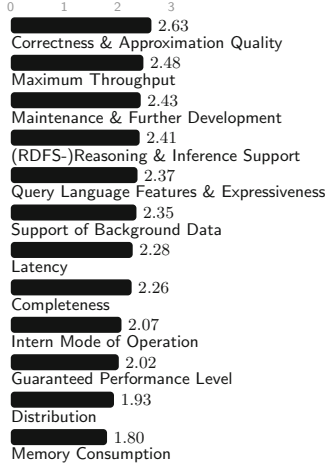 0 1 2 3
2.63
Correctness & Approximation Quality
2.48
Maximum Throughput
2.43
Maintenance & Further Development
2.41
(RDFS-)Reasoning & Inference Support
2.37
Query Language Features & Expressiveness
2.35
Support of Background Data
2.28
Latency
2.26
Completeness
2.07
Intern Mode of Operation
2.02
Guaranteed Performance Level
1.93
Distribution
1.80
Memory Consumption